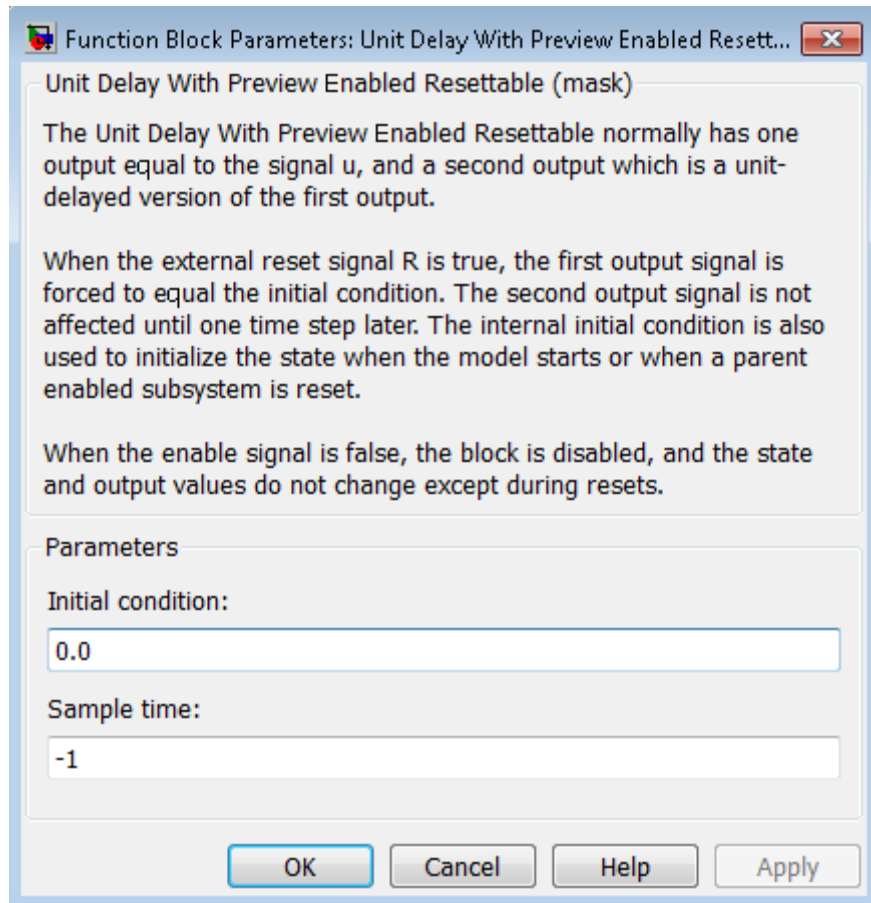 Function Block Parameters: Unit Delay With Preview Enabled Resett...
Unit Delay With Preview Enabled Resettable (mask)
The Unit Delay With Preview Enabled Resettable normally has one
output equal to the signal u, and a second output which is a unit-
delayed version of the first output.
When the external reset signal R is true, the first output signal is
forced to equal the initial condition. The second output signal is not
affected until one time step later. The internal initial condition is also
used to initialize the state when the model starts or when a parent
enabled subsystem is reset.
When the enable signal is false, the block is disabled, and the state
and output values do not change except during resets.
Parameters
Initial condition:
0.0
Sample time:
-1
OK Cancel Help Apply